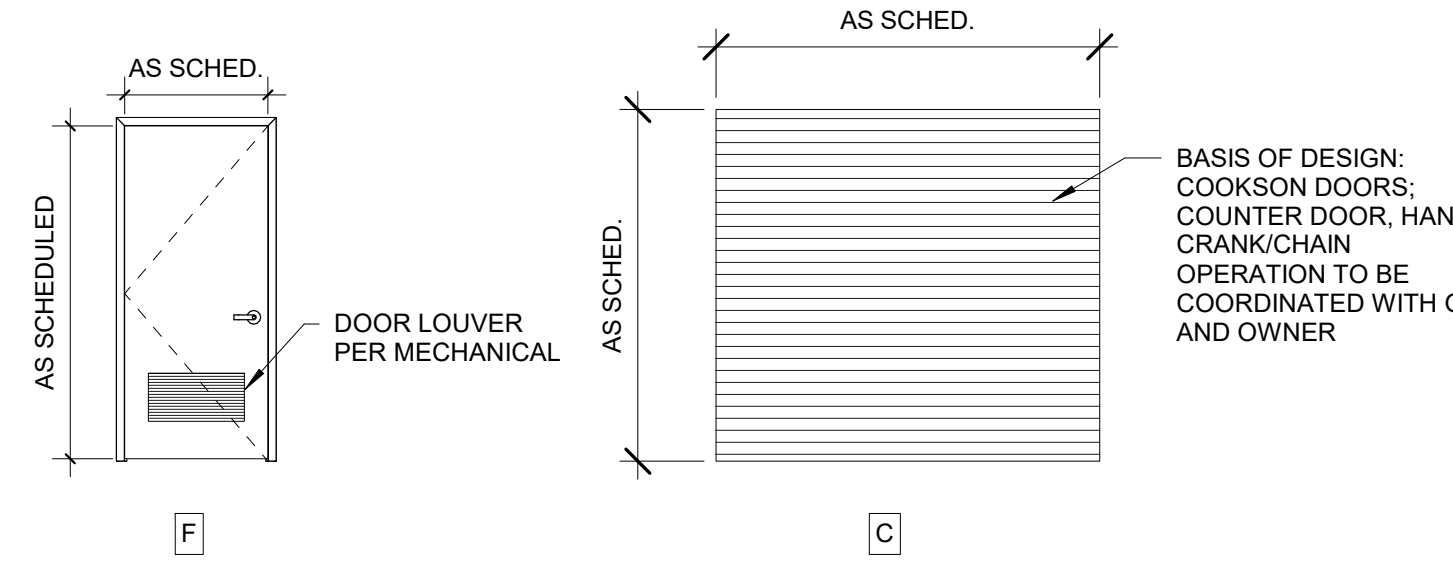 AS SCHED.
AS SCHEDULED
DOOR LOUVER
PER MECHANICAL
F
AS SCHED.
AS SCHED.
BASIS OF DESIGN:
COOKSON DOORS;
COUNTER DOOR, HAN
CRANK/CHAIN
OPERATION TO BE
COORDINATED WITH
AND OWNER
C